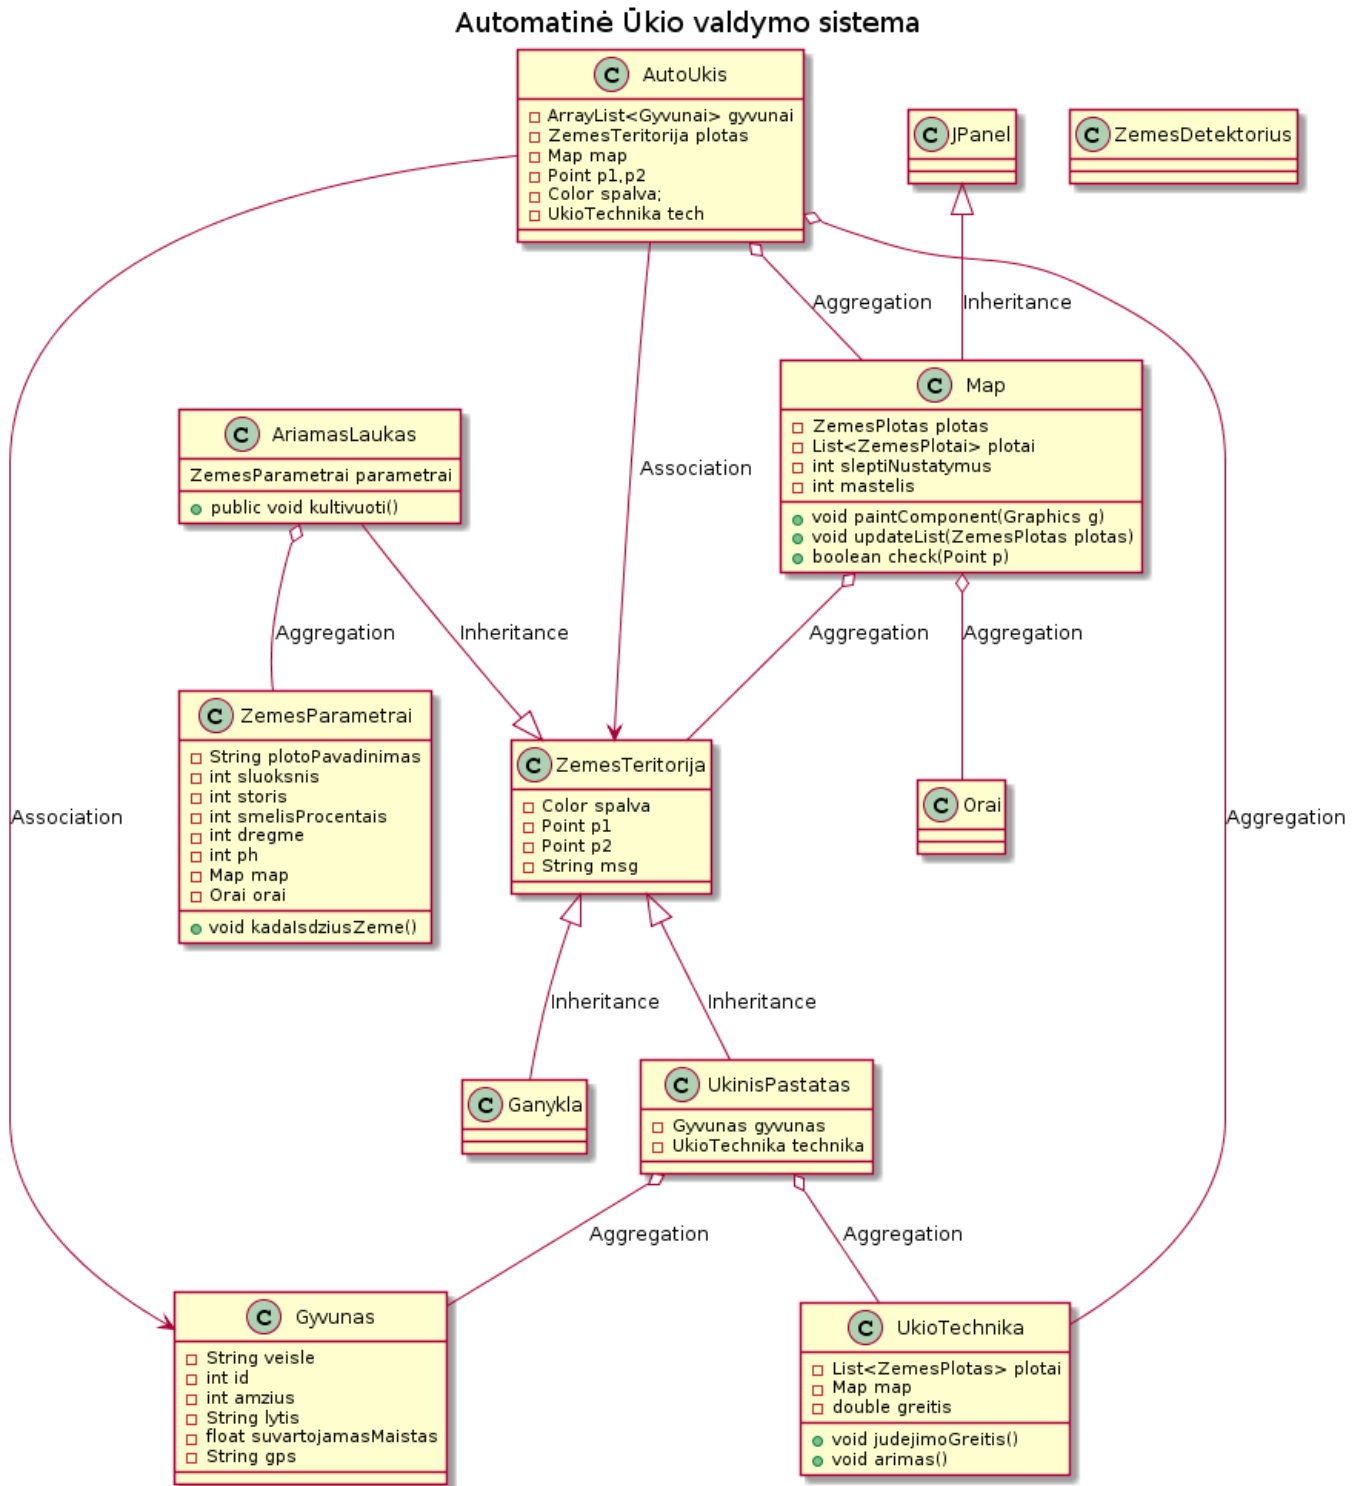 Automatinė Ūkio valdymo sistema
C AutoUkis
ArrayList<Gyvunai> gyvunai
ZemesTeritorija plotas
Map map
Point p1,p2
Color spalva;
UkioTechnika tech
C JPanel
C ZemesDetektorius
Aggregation
Inheritance
C Map
ZemesPlotas plotas
List<ZemesPlotai> plotai
int sleptiNustatymus
int mastelis
void paintComponent(Graphics g)
void updateList(ZemesPlotas plotas)
boolean check(Point p)
C AriamasLaukas
ZemesParametrai parametrai
public void kultivuoti()
Association
Aggregation
Inheritance
Aggregation
Aggregation
C ZemesParametrai
String plotoPavadinimas
int sluoksnis
int storis
int smelisProcentais
int dregme
int ph
Map map
Orai orai
void kadaIsdziusZeme()
C ZemesTeritorija
Color spalva
Point p1
Point p2
String msg
C Orai
Association
Aggregation
Inheritance
Inheritance
C Ganykla
C UkinisPastatas
Gyvunas gyvunas
UkioTechnika technika
Aggregation
Aggregation
C Gyvunas
String veisle
int id
int amzius
String lytis
float suvartojamasMaistas
String gps
C UkioTechnika
List<ZemesPlotas> plotai
Map map
double greitis
void judejimoGreitis()
void arimas()